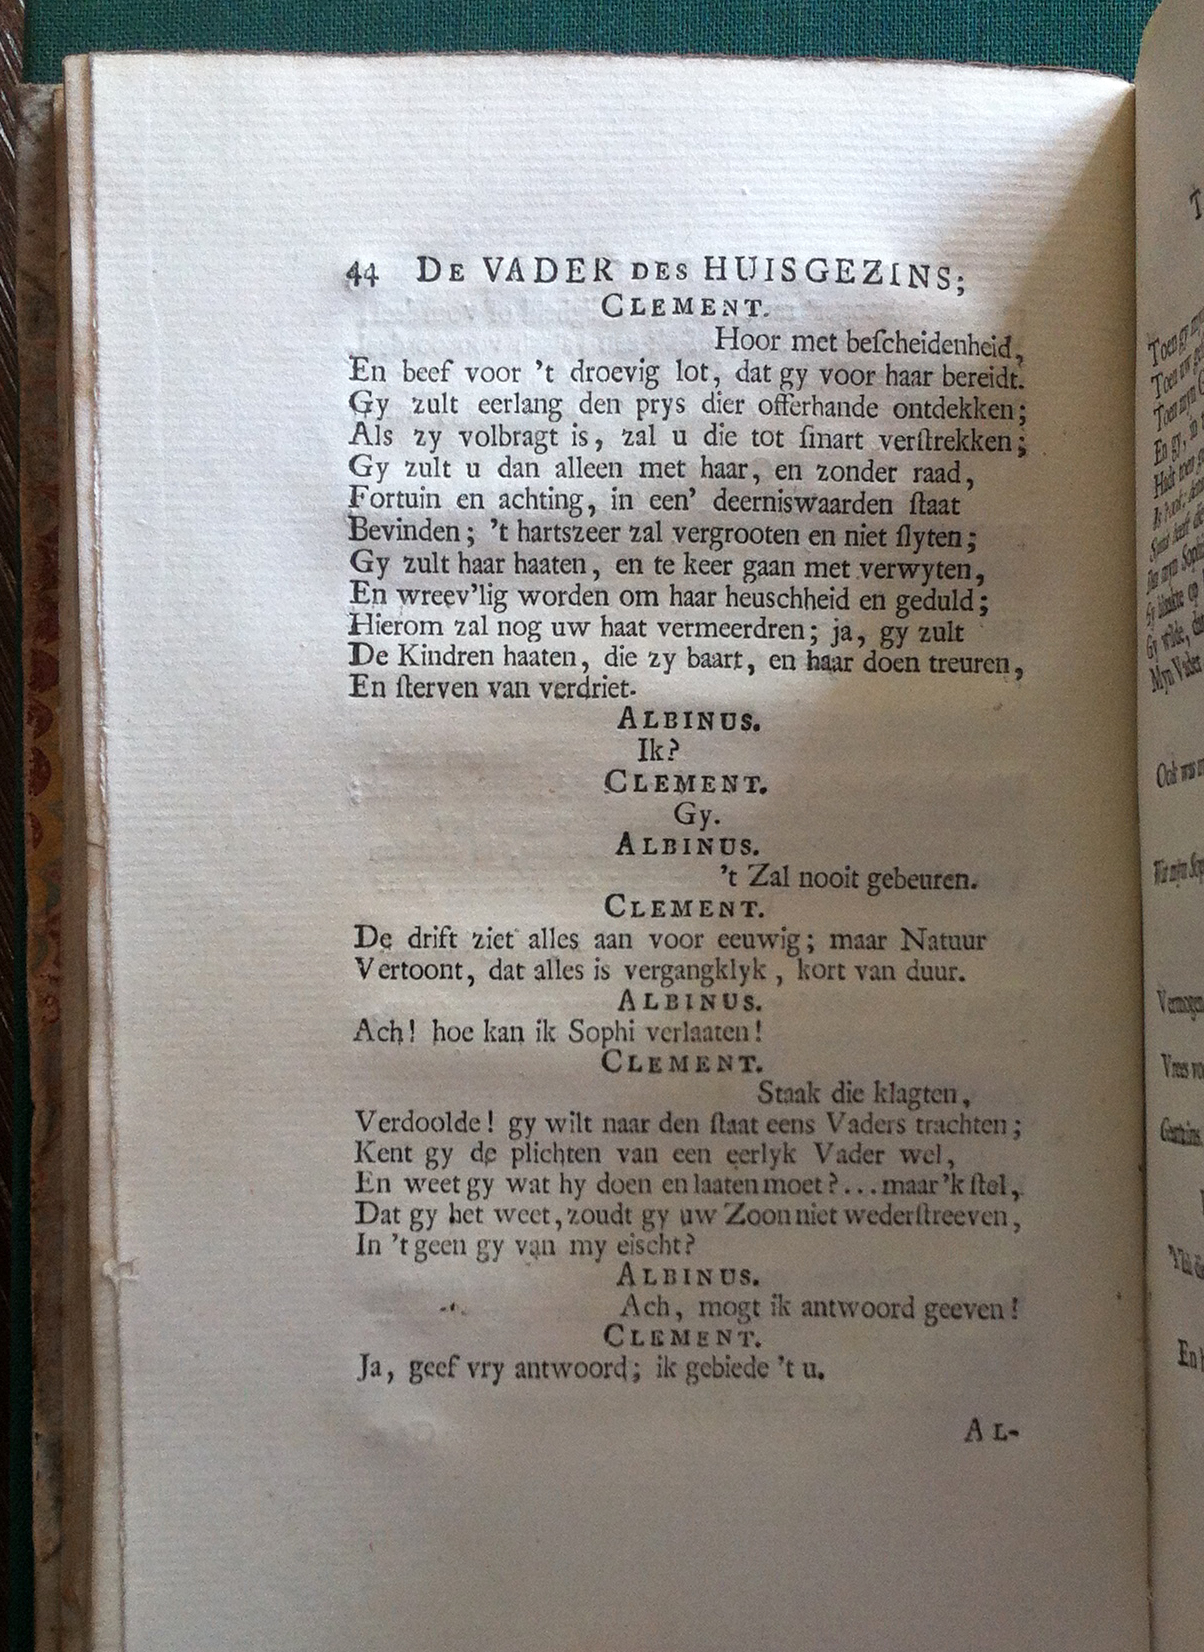 44 DE VADER DES HUISGEZINS;
CLEMENT.
Hoor met beſcheidenheid,
En beef voor 't droevig lot, dat gy voor haar bereidt.
Gy zult eerlang den prys dier offerhande ontdekken;
Als zy volbragt is, zal u die tot ſmart verſtrekken;
Gy zult u dan alleen met haar, en zonder raad,
Fortuin en achting, in een' deerniswaarden ſtaat
Bevinden; 't hartszeer zal vergrooten en niet ſlyten;
Gy zult haar haaten, en te keer gaan met verwyten,
En wreev'lig worden om haar heuschheid en geduld;
Hierom zal nog uw haat vermeerdren; ja, gy zult
De Kindren haaten, die zy baart, en haar doen treuren,
En ſterven van verdriet.
ALBINUS.
Ik?
CLEMENT.
Gy.
ALBINUS.
't Zal nooit gebeuren.
CLEMENT.
De drift ziet alles aan voor eeuwig; maar Natuur
Vertoont, dat alles is vergangklyk, kort van duur.
ALBINUS.
Ach! hoe kan ik Sophi verlaaten!
CLEMENT.
Staak die klagten,
Verdoolde! gy wilt naar den ſtaat eens Vaders trachten;
Kent gy de plichten van een eerlyk Vader wel,
En weet gy wat hy doen en laaten moet?...maar 'k ſtel,
Dat gy het weet, zoudt gy uw Zoon niet wederſtreeven,
In 't geen gy van my eischt?
ALBINUS.
Ach, mogt ik antwoord geeven!
CLEMENT.
Ja, geef vry antwoord; ik gebiede 't u.
AL-